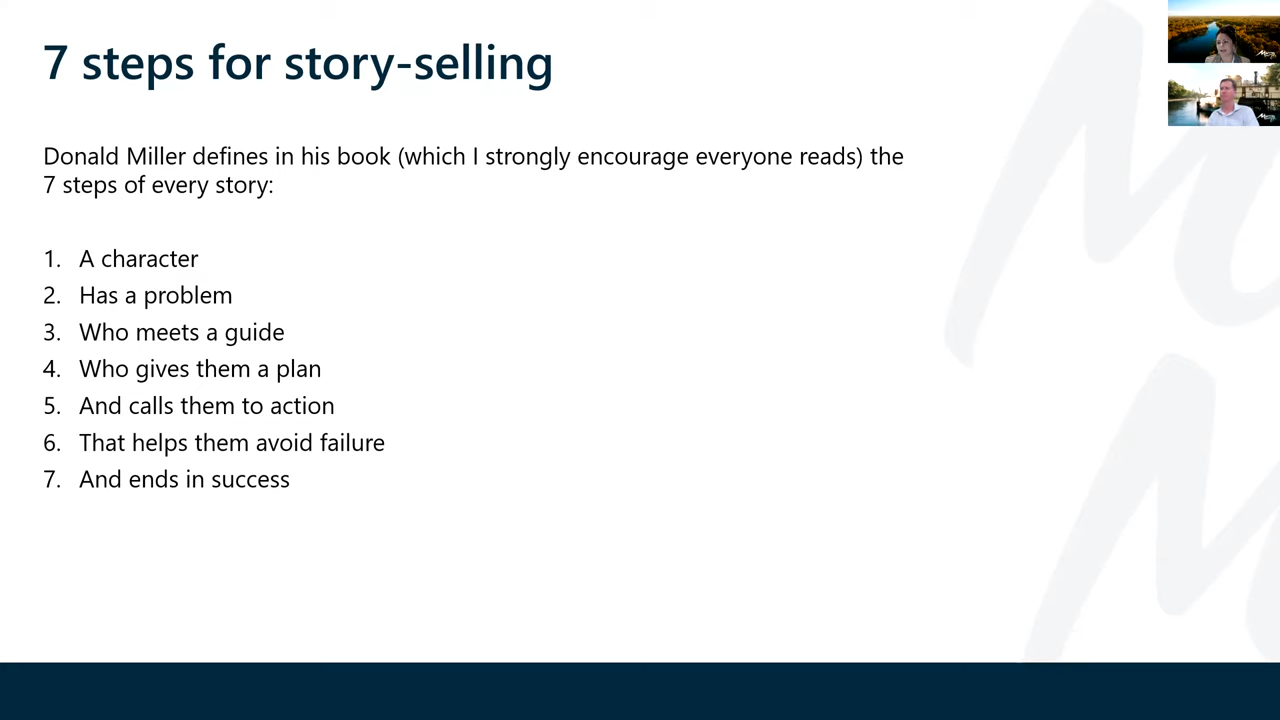 7 steps for story-selling
Donald Miller defines in his book (which I strongly encourage everyone reads) the
7 steps of every story:
1. A character
2. Has a problem
3. Who meets a guide
4. Who gives them a plan
5. And calls them to action
6. That helps them avoid failure
7. And ends in success